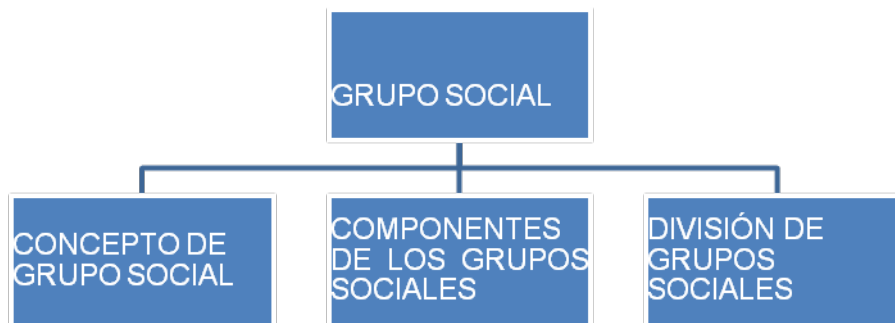 GRUPO SOCIAL
CONCEPTO DE
GRUPO SOCIAL
COMPONENTES
DE LOS GRUPOS
SOCIALES
DIVISIÓN DE
GRUPOS
SOCIALES